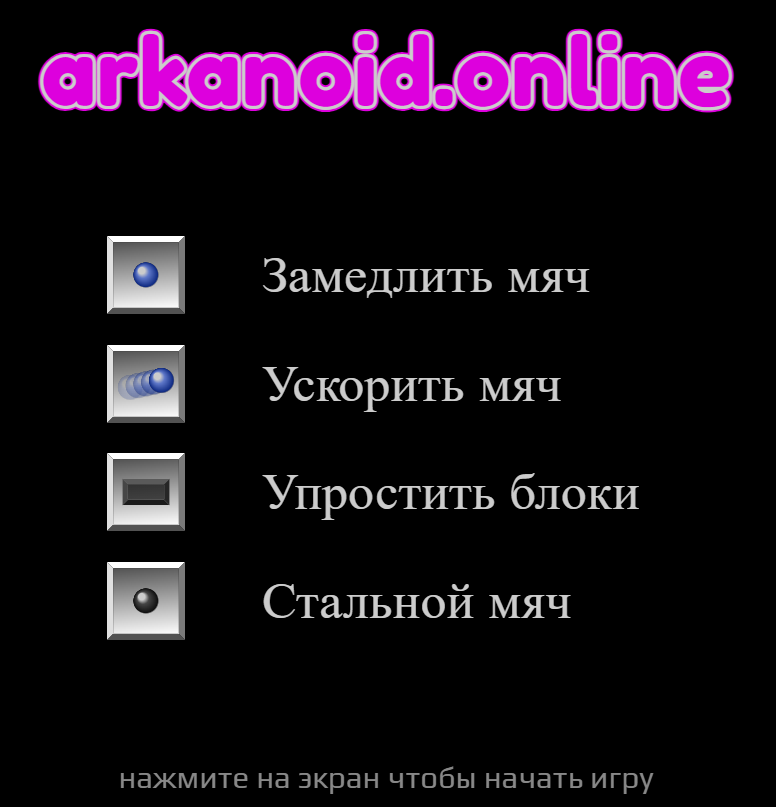 arkanoid.online
Замедлить мяч
Ускорить мяч
Упростить блоки
Стальной мяч
нажмите на экран чтобы начать игру